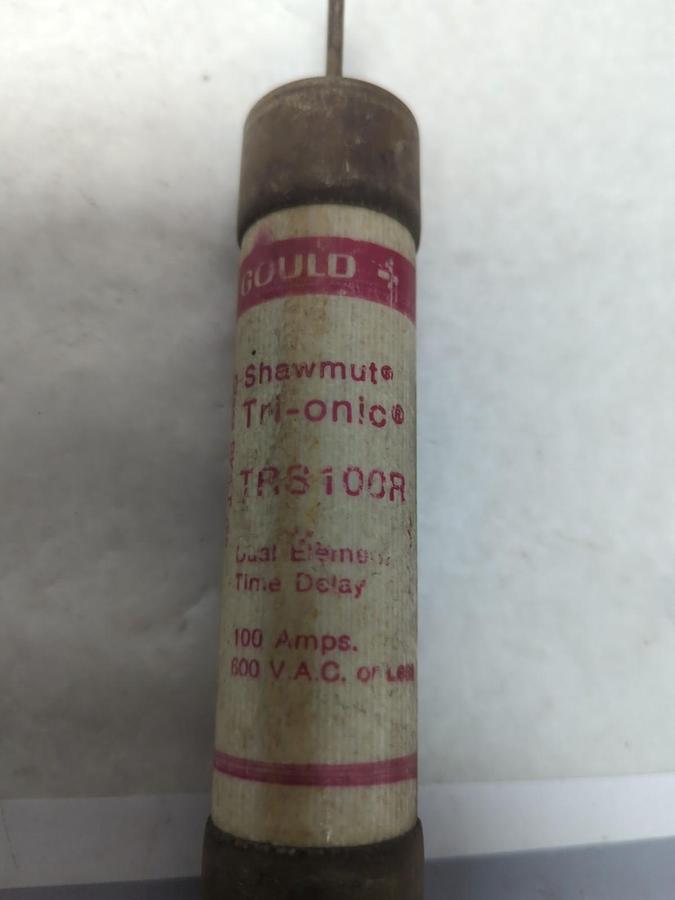 GOULD
Shawmut®
Tri-onic®
TRS100R
Dual Element
Time Delay
100 Amps.
600 V.A.C. or Less